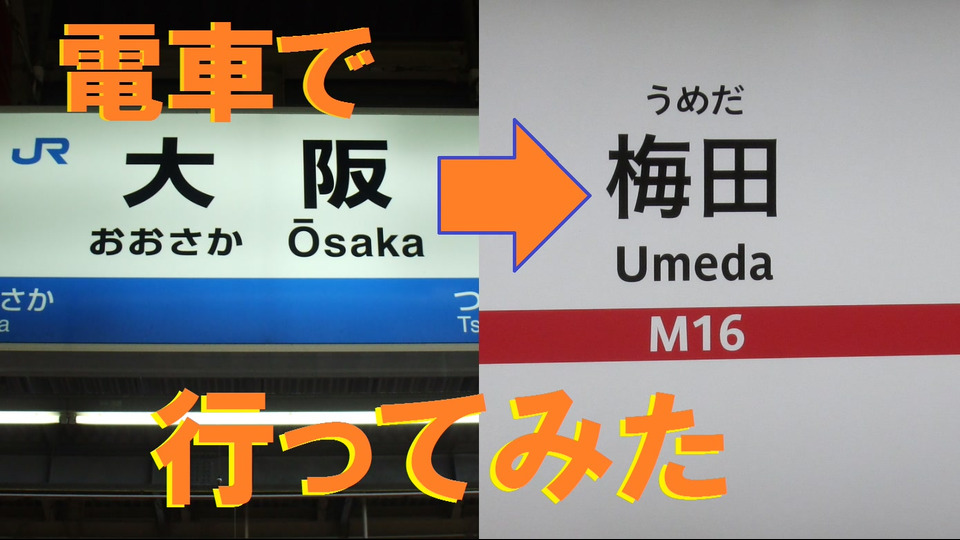 電車で
JR
大阪
おおさか Ōsaka
さか
a
つ
Ts
うめだ
梅田
Umeda
M16
行ってみた